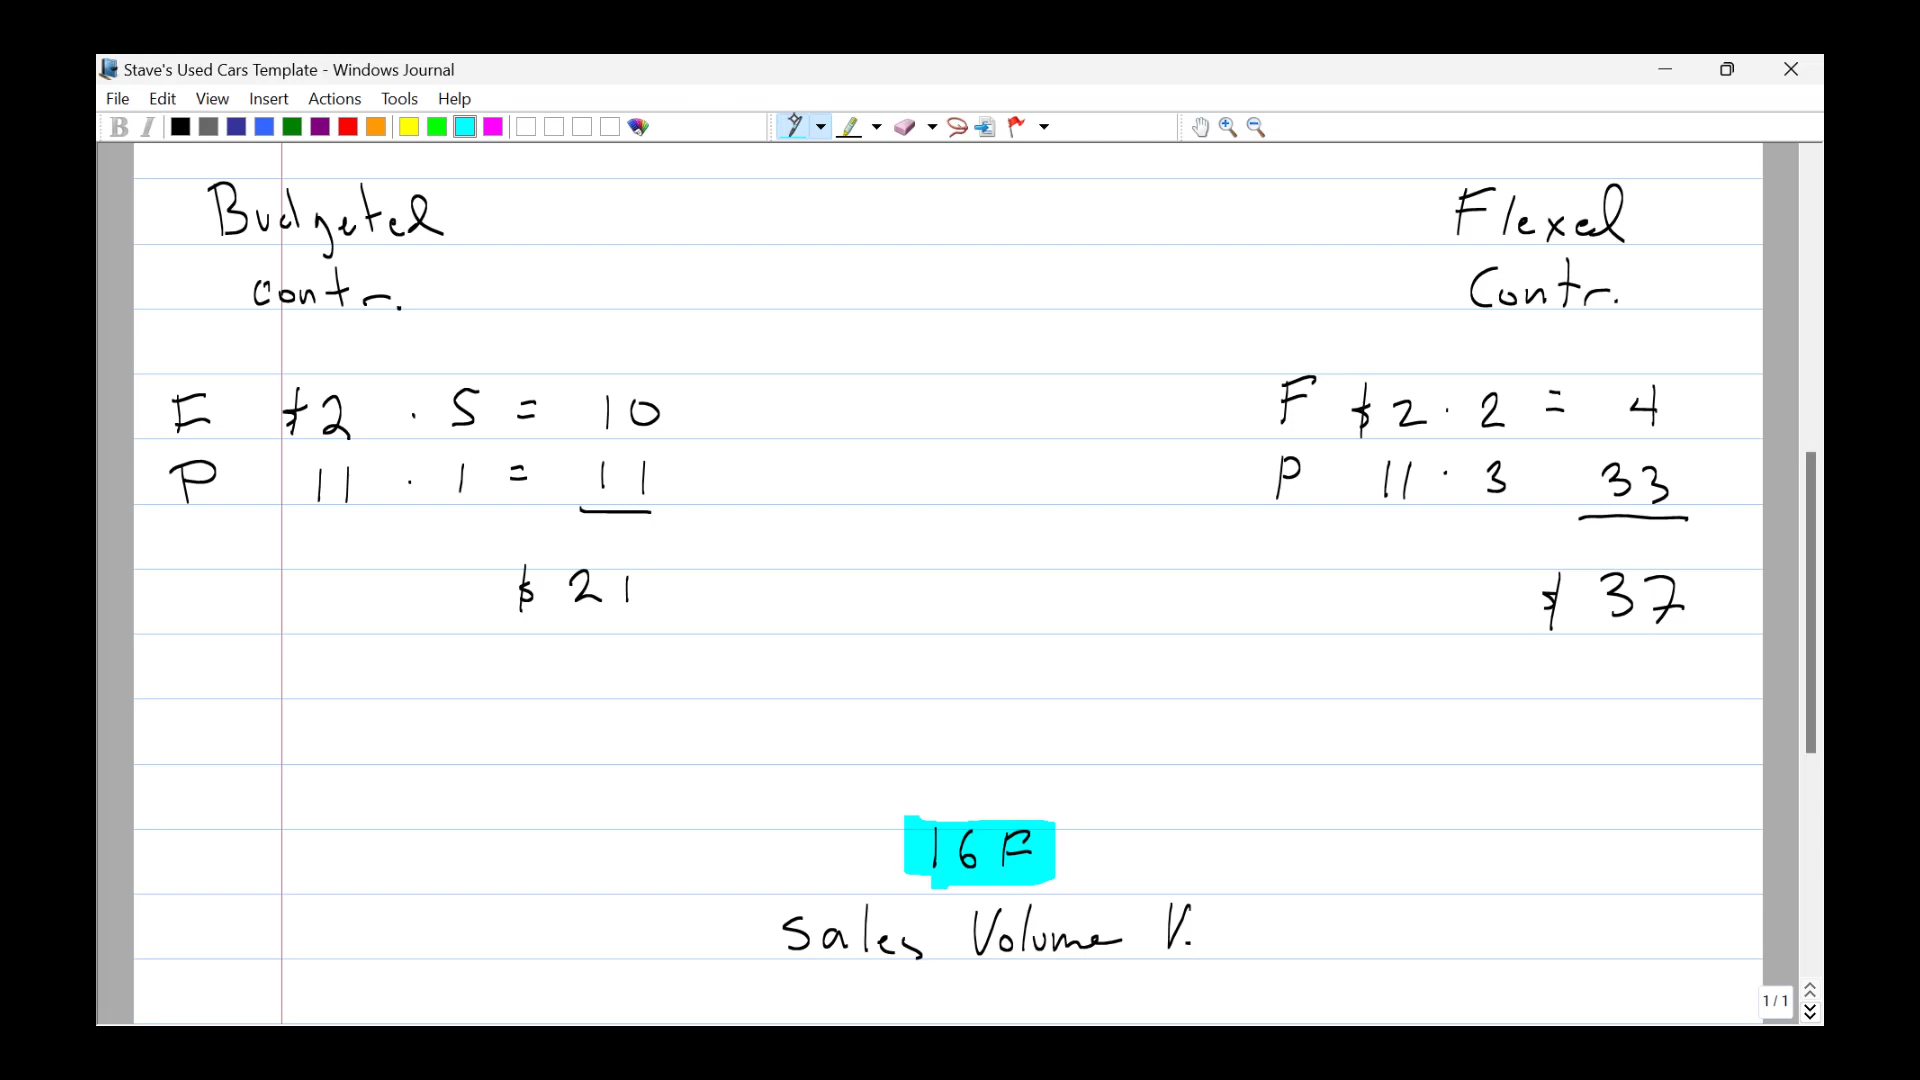 Stave's Used Cars Template - Windows Journal
File Edit View Insert Actions Tools Help
B I
Budgeted
contr.
F $2 · 5 = 10
P 11 · 1 = 11
$ 21
Flexed
Contr.
F $2 · 2 = 4
P 11 · 3 33
$ 37
16 F
Sales Volume V.
1 / 1